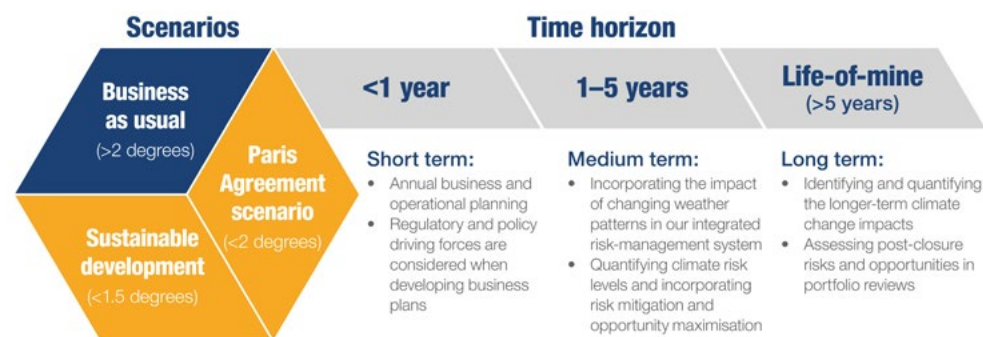 Scenarios
Time horizon
Business
as usual
(>2 degrees)
Paris
Agreement
scenario
(<2 degrees)
Sustainable
development
(<1.5 degrees)
<1 year
1–5 years
Life-of-mine
(>5 years)
Short term:
• Annual business and
operational planning
• Regulatory and policy
driving forces are
considered when
developing business
plans
Medium term:
• Incorporating the impact
of changing weather
patterns in our integrated
risk-management system
• Quantifying climate risk
levels and incorporating
risk mitigation and
opportunity maximisation
Long term:
• Identifying and quantifying
the longer-term climate
change impacts
• Assessing post-closure
risks and opportunities in
portfolio reviews